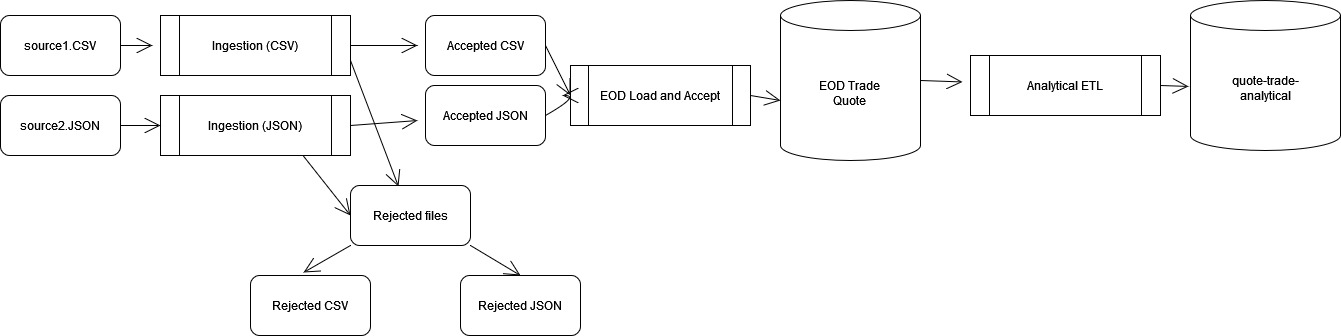 source1.CSV
Ingestion (CSV)
Accepted CSV
source2.JSON
Ingestion (JSON)
Accepted JSON
EOD Load and Accept
EOD Trade
Quote
Analytical ETL
quote-trade-
analytical
Rejected files
Rejected CSV
Rejected JSON